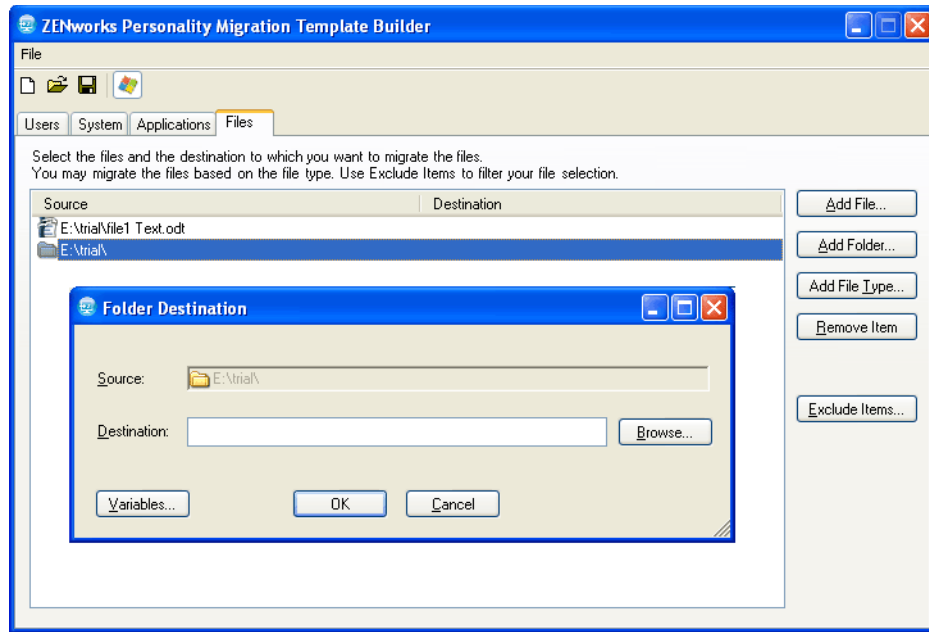 ZENworks Personality Migration Template Builder
File
Users System Applications Files
Select the files and the destination to which you want to migrate the files.
You may migrate the files based on the file type. Use Exclude Items to filter your file selection.
Source Destination
E:\trial\file1 Text.odt
E:\trial\
Add File...
Add Folder...
Add File Type...
Remove Item
Exclude Items...
Folder Destination
Source: E:\trial\
Destination: Browse...
Variables... OK Cancel